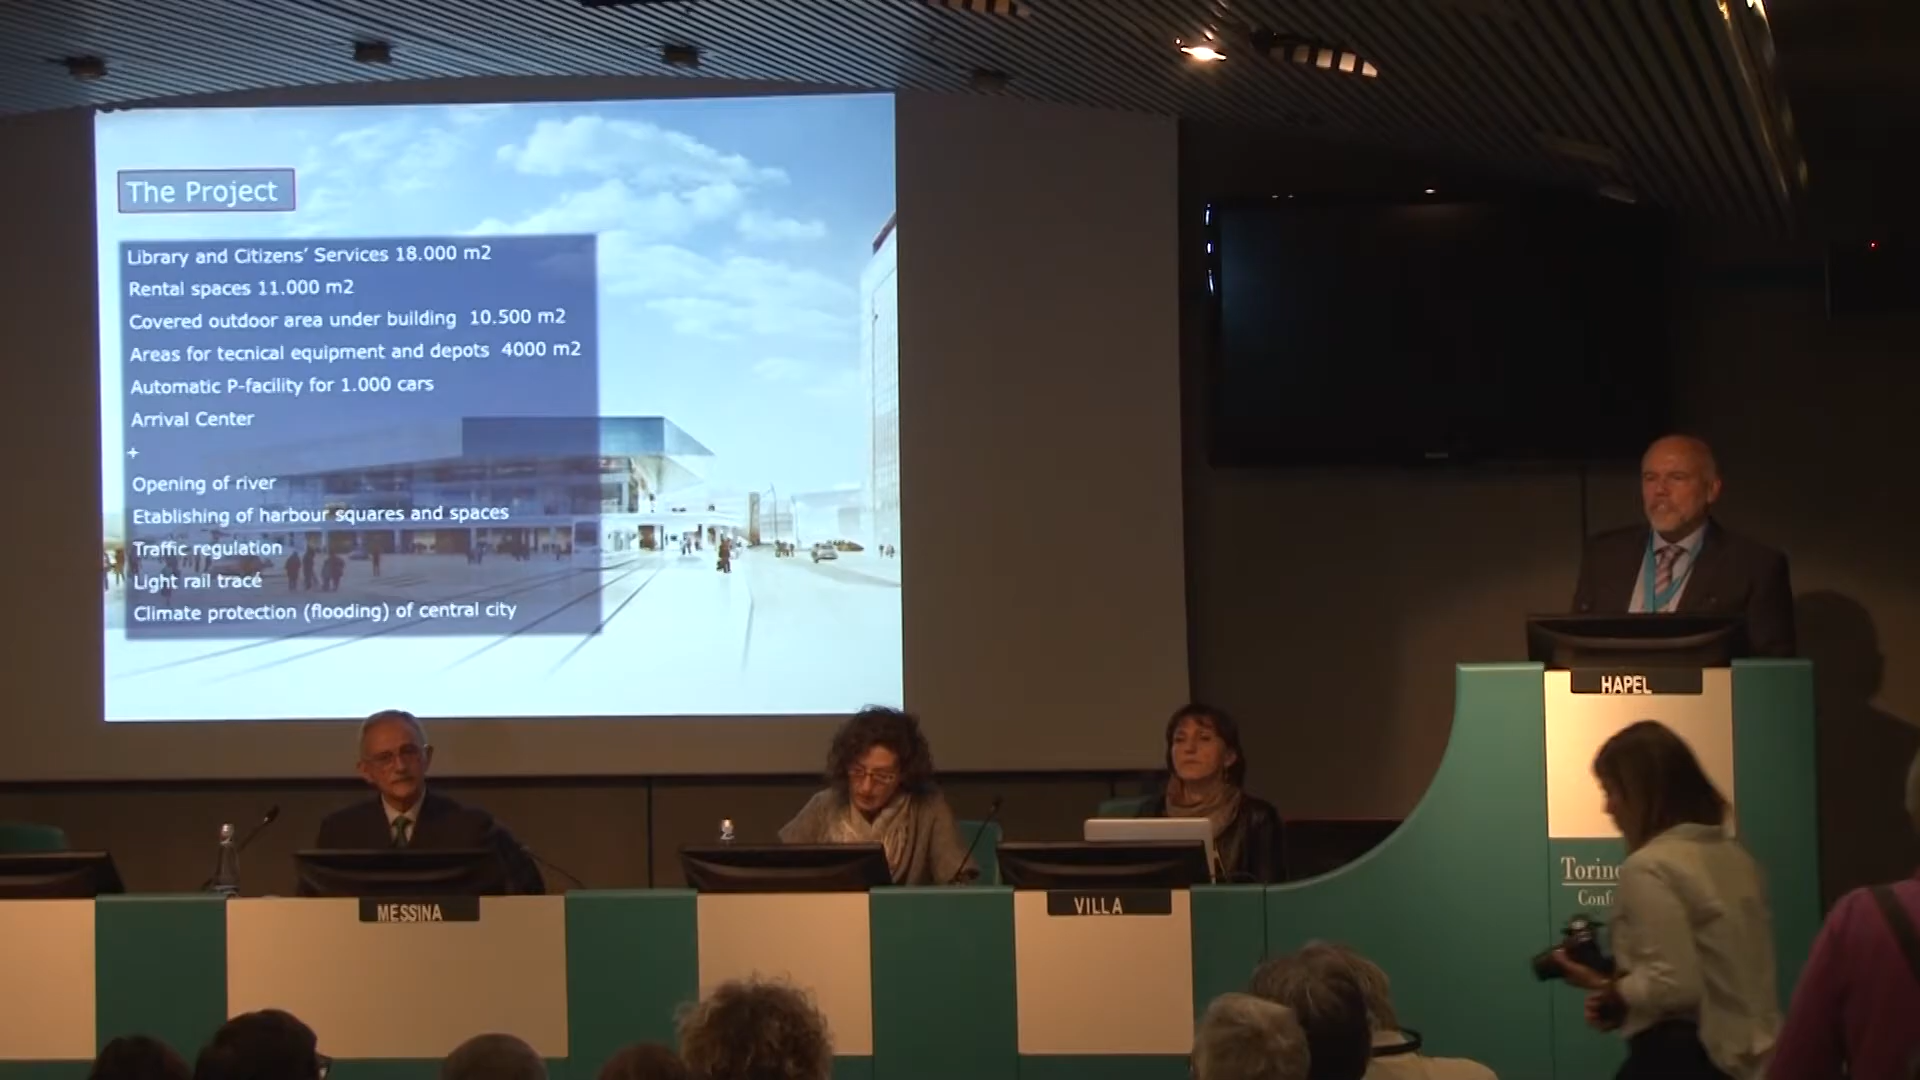 The Project
Library and Citizens' Services 18.000 m2
Rental spaces 11.000 m2
Covered outdoor area under building 10.500 m2
Areas for tecnical equipment and depots 4000 m2
Automatic P-facility for 1.000 cars
Arrival Center
+
Opening of river
Etablishing of harbour squares and spaces
Traffic regulation
Light rail tracé
Climate protection (flooding) of central city
HAPEL
MESSINA
VILLA
Torino